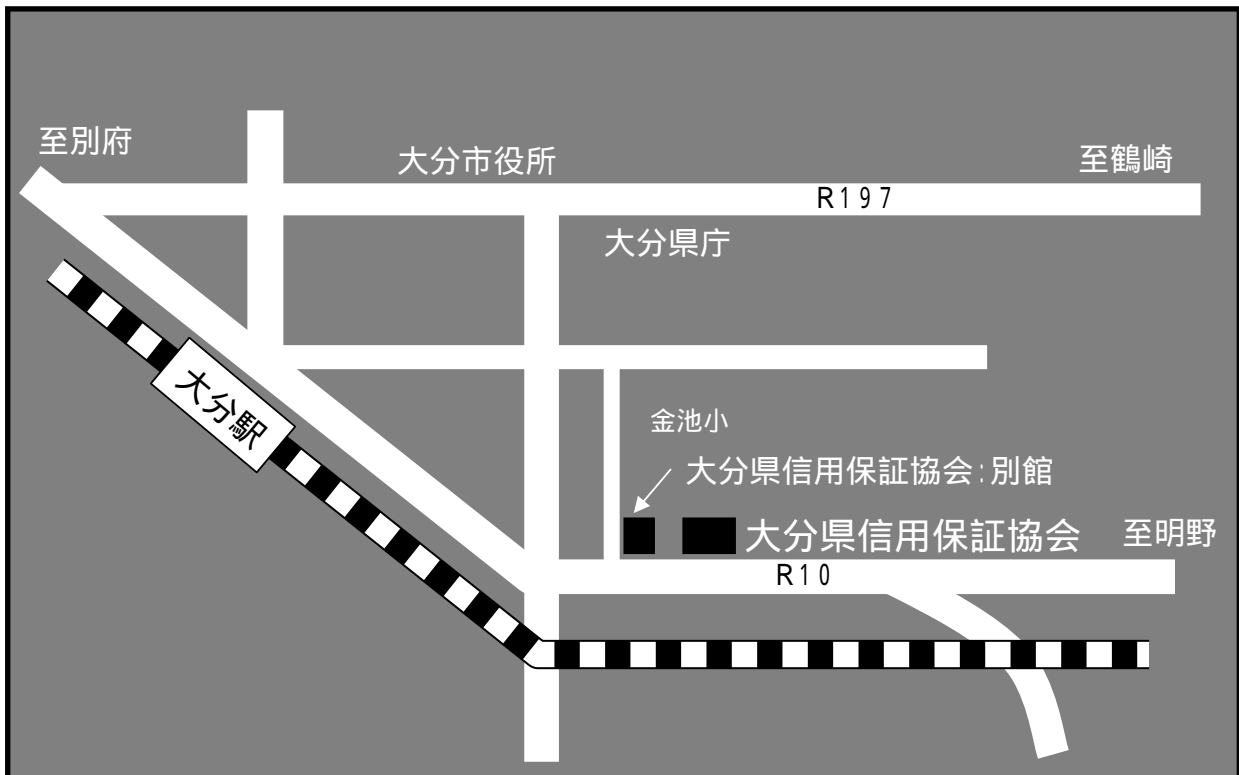 至別府
大分市役所
至鶴崎
R197
大分県庁
大分駅
金池小
大分県信用保証協会:別館
大分県信用保証協会
至明野
R10